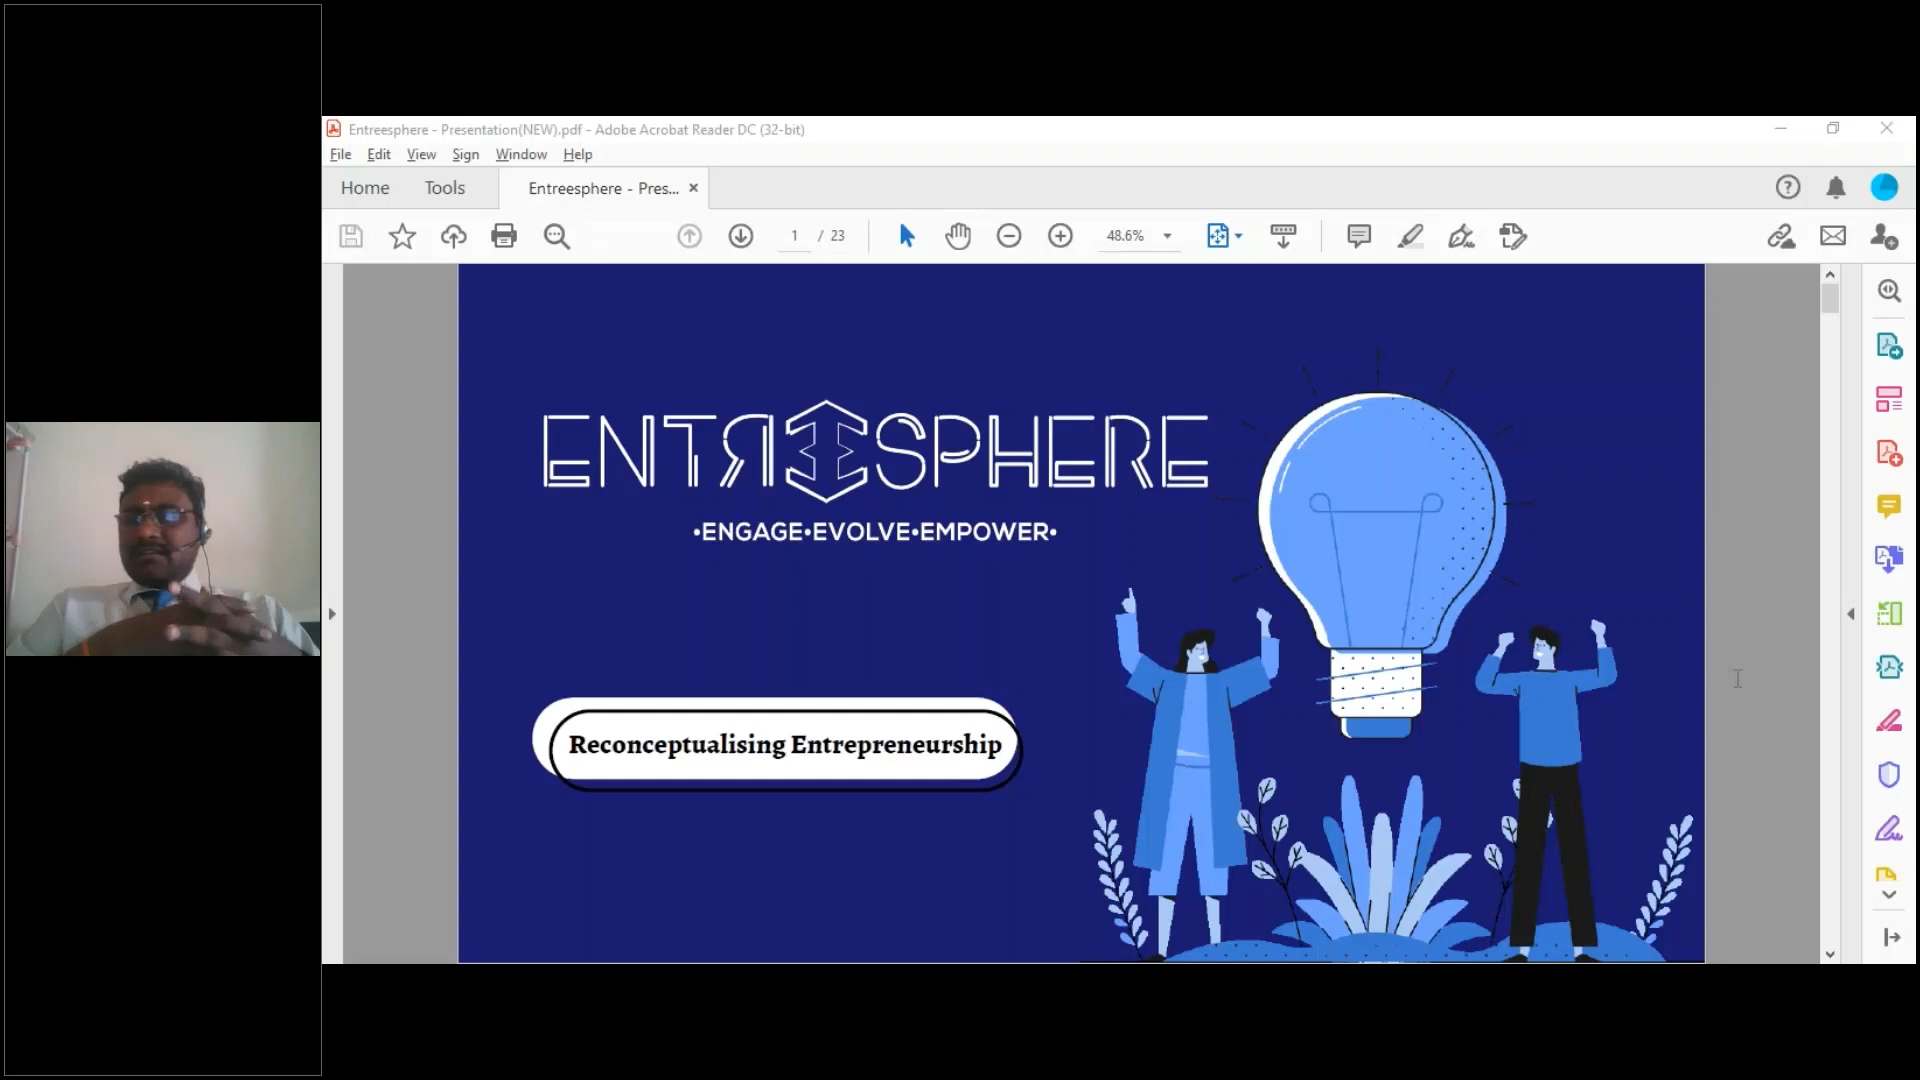 Entreesphere - Presentation(NEW).pdf - Adobe Acrobat Reader DC (32-bit)
File Edit View Sign Window Help
Home Tools Entreesphere - Pres... ×
1 / 23 48.6%
ENTREESPHERE
•ENGAGE•EVOLVE•EMPOWER•
Reconceptualising Entrepreneurship